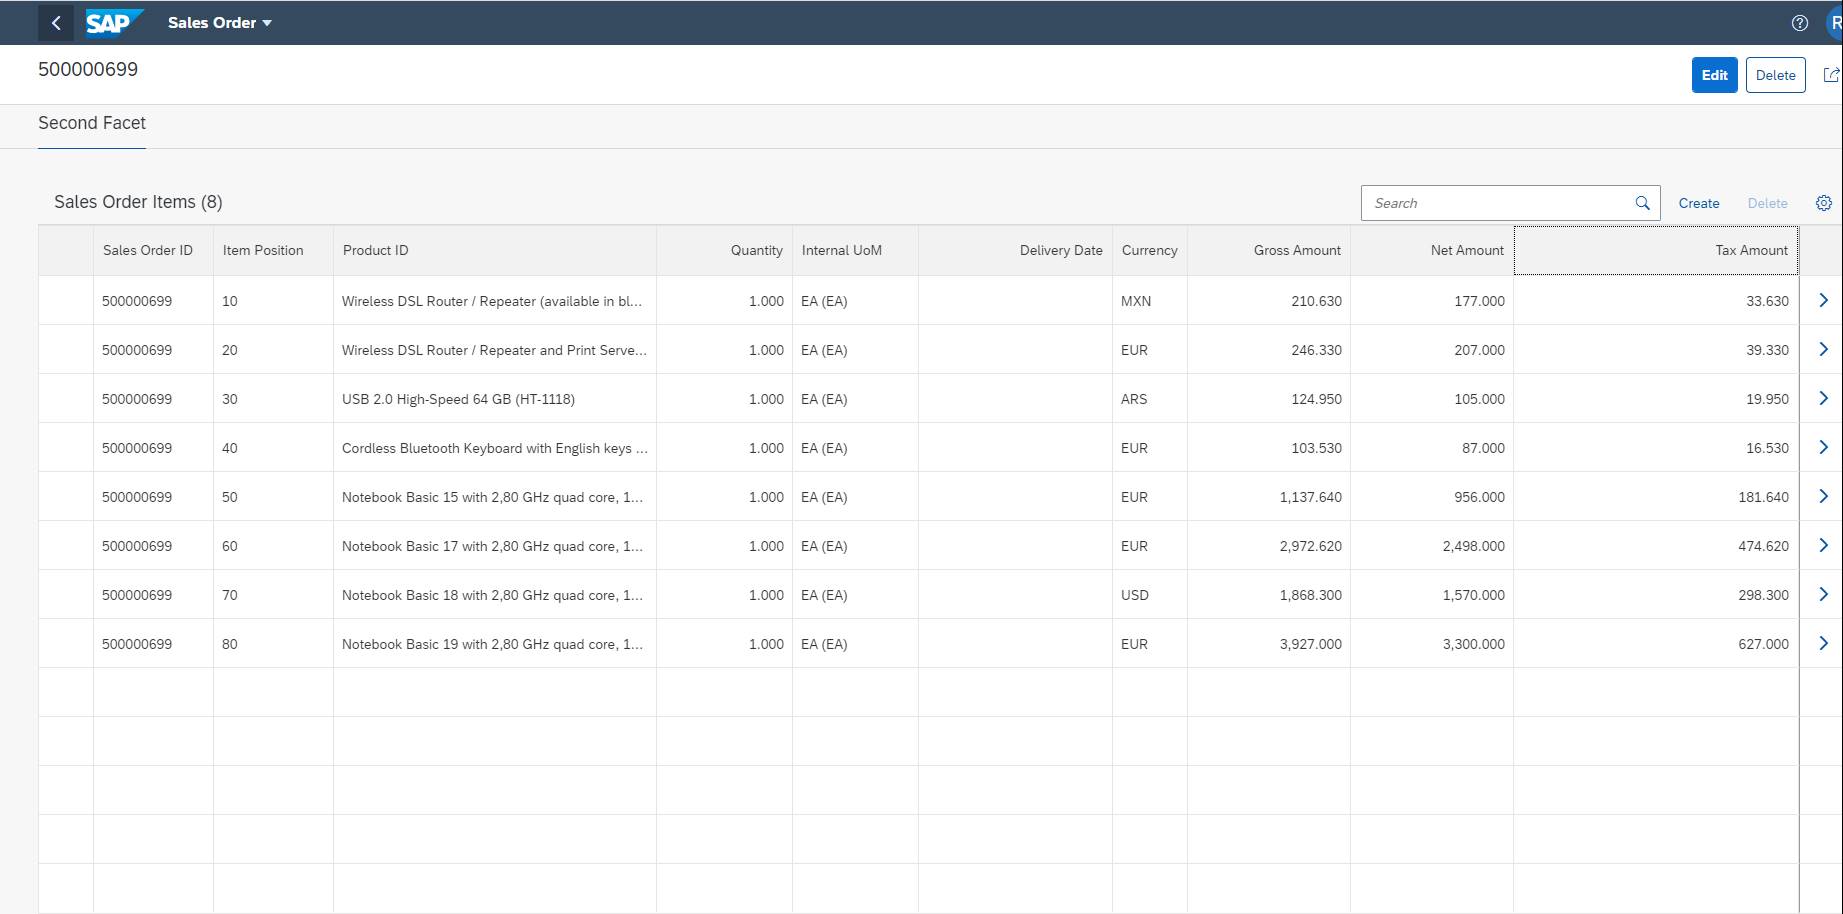 SAP Sales Order
500000699
Edit Delete
Second Facet
Sales Order Items (8) Search Create Delete
Sales Order ID Item Position Product ID Quantity Internal UoM Delivery Date Currency Gross Amount Net Amount Tax Amount
500000699 10 Wireless DSL Router / Repeater (available in bl... 1.000 EA (EA) MXN 210.630 177.000 33.630
500000699 20 Wireless DSL Router / Repeater and Print Serve... 1.000 EA (EA) EUR 246.330 207.000 39.330
500000699 30 USB 2.0 High-Speed 64 GB (HT-1118) 1.000 EA (EA) ARS 124.950 105.000 19.950
500000699 40 Cordless Bluetooth Keyboard with English keys ... 1.000 EA (EA) EUR 103.530 87.000 16.530
500000699 50 Notebook Basic 15 with 2,80 GHz quad core, 1... 1.000 EA (EA) EUR 1,137.640 956.000 181.640
500000699 60 Notebook Basic 17 with 2,80 GHz quad core, 1... 1.000 EA (EA) EUR 2,972.620 2,498.000 474.620
500000699 70 Notebook Basic 18 with 2,80 GHz quad core, 1... 1.000 EA (EA) USD 1,868.300 1,570.000 298.300
500000699 80 Notebook Basic 19 with 2,80 GHz quad core, 1... 1.000 EA (EA) EUR 3,927.000 3,300.000 627.000